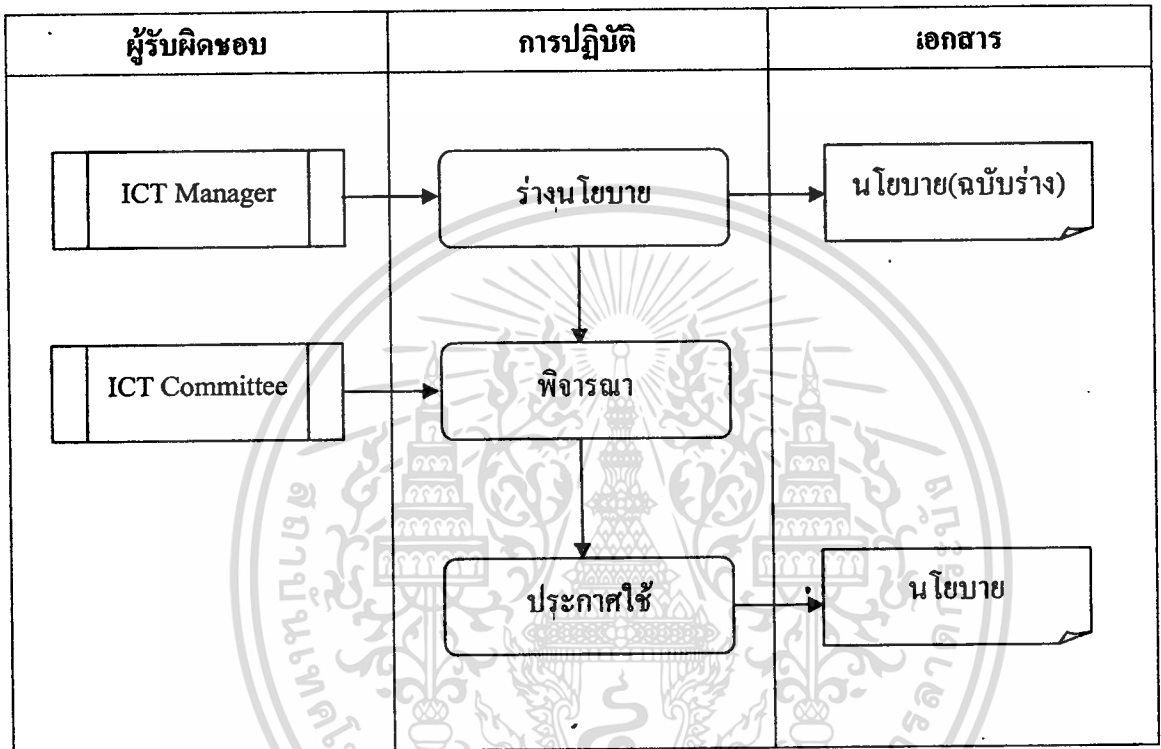 ผู้รับผิดชอบ
การปฏิบัติ
เอกสาร
ICT Manager
ร่างนโยบาย
นโยบาย(ฉบับร่าง)
ICT Committee
พิจารณา
ประกาศใช้
นโยบาย